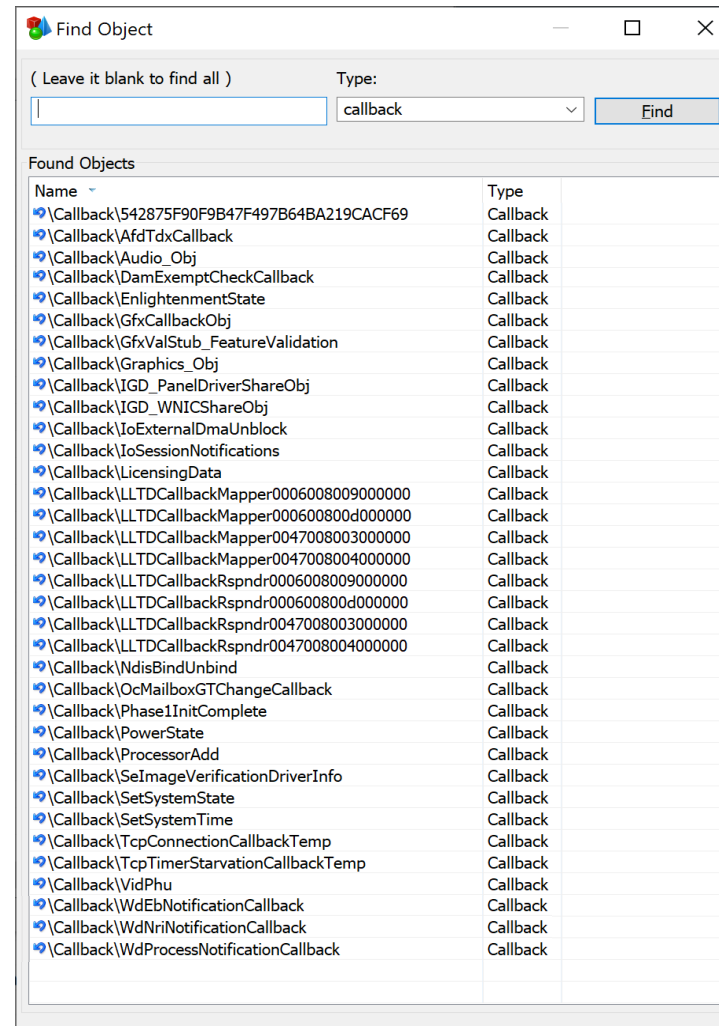 Find Object
( Leave it blank to find all ) Type:
callback Find
Found Objects
Name Type
\Callback\542875F90F9B47F497B64BA219CACF69 Callback
\Callback\AfdTdxCallback Callback
\Callback\Audio_Obj Callback
\Callback\DamExemptCheckCallback Callback
\Callback\EnlightenmentState Callback
\Callback\GfxCallbackObj Callback
\Callback\GfxValStub_FeatureValidation Callback
\Callback\Graphics_Obj Callback
\Callback\IGD_PanelDriverShareObj Callback
\Callback\IGD_WNICShareObj Callback
\Callback\IoExternalDmaUnblock Callback
\Callback\IoSessionNotifications Callback
\Callback\LicensingData Callback
\Callback\LLTDCallbackMapper0006008009000000 Callback
\Callback\LLTDCallbackMapper000600800d000000 Callback
\Callback\LLTDCallbackMapper0047008003000000 Callback
\Callback\LLTDCallbackMapper0047008004000000 Callback
\Callback\LLTDCallbackRspndr0006008009000000 Callback
\Callback\LLTDCallbackRspndr000600800d000000 Callback
\Callback\LLTDCallbackRspndr0047008003000000 Callback
\Callback\LLTDCallbackRspndr0047008004000000 Callback
\Callback\NdisBindUnbind Callback
\Callback\OcMailboxGTChangeCallback Callback
\Callback\Phase1InitComplete Callback
\Callback\PowerState Callback
\Callback\ProcessorAdd Callback
\Callback\SeImageVerificationDriverInfo Callback
\Callback\SetSystemState Callback
\Callback\SetSystemTime Callback
\Callback\TcpConnectionCallbackTemp Callback
\Callback\TcpTimerStarvationCallbackTemp Callback
\Callback\VidPhu Callback
\Callback\WdEbNotificationCallback Callback
\Callback\WdNriNotificationCallback Callback
\Callback\WdProcessNotificationCallback Callback